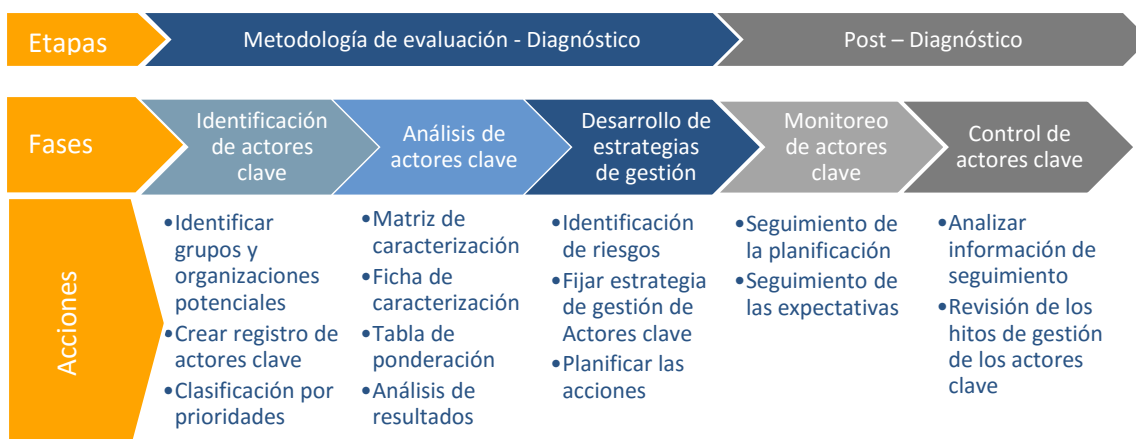 Etapas
Metodología de evaluación - Diagnóstico
Post – Diagnóstico
Fases
Identificación
de actores
clave
Análisis de
actores clave
Desarrollo de
estrategias
de gestión
Monitoreo
de actores
clave
Control de
actores clave
Acciones
•Identificar
grupos y
organizaciones
potenciales
•Crear registro de
actores clave
•Clasificación por
prioridades
•Matriz de
caracterización
•Ficha de
caracterización
•Tabla de
ponderación
•Análisis de
resultados
•Identificación
de riesgos
•Fijar estrategia
de gestión de
Actores clave
•Planificar las
acciones
•Seguimiento de
la planificación
•Seguimiento de
las expectativas
•Analizar
información de
seguimiento
•Revisión de los
hitos de gestión
de los actores
clave